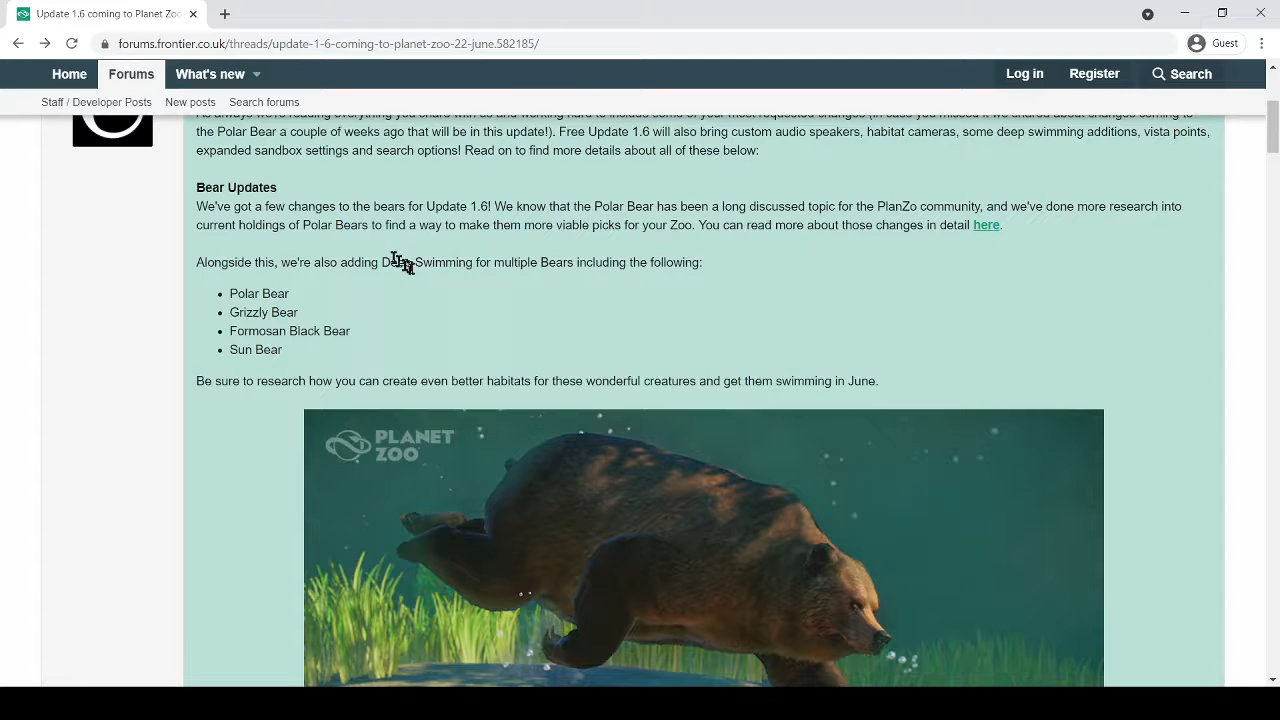 Update 1.6 coming to Planet Zoo
forums.frontier.co.uk/threads/update-1-6-coming-to-planet-zoo-22-june.582185/
Guest
Home Forums What's new Log in Register Search
Staff / Developer Posts New posts Search forums
the Polar Bear a couple of weeks ago that will be in this update!). Free Update 1.6 will also bring custom audio speakers, habitat cameras, some deep swimming additions, vista points,
expanded sandbox settings and search options! Read on to find more details about all of these below:
Bear Updates
We've got a few changes to the bears for Update 1.6! We know that the Polar Bear has been a long discussed topic for the PlanZo community, and we've done more research into
current holdings of Polar Bears to find a way to make them more viable picks for your Zoo. You can read more about those changes in detail here.
Alongside this, we're also adding Deep Swimming for multiple Bears including the following:
• Polar Bear
• Grizzly Bear
• Formosan Black Bear
• Sun Bear
Be sure to research how you can create even better habitats for these wonderful creatures and get them swimming in June.
PLANET
ZOO